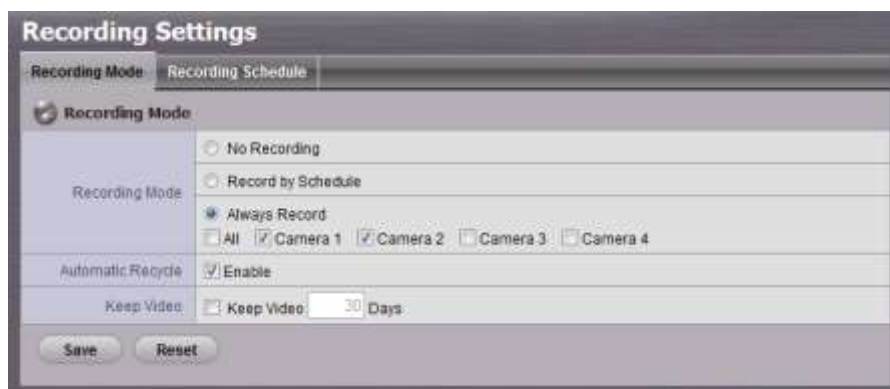 Recording Settings
Recording Mode Recording Schedule
Recording Mode
Recording Mode
No Recording
Record by Schedule
Always Record
All Camera 1 Camera 2 Camera 3 Camera 4
Automatic Recycle Enable
Keep Video Keep Video 30 Days
Save Reset